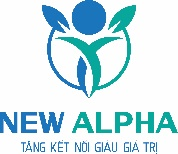 NEW ALPHA
TĂNG KẾT NỐI GIÀU GIÁ TRỊ